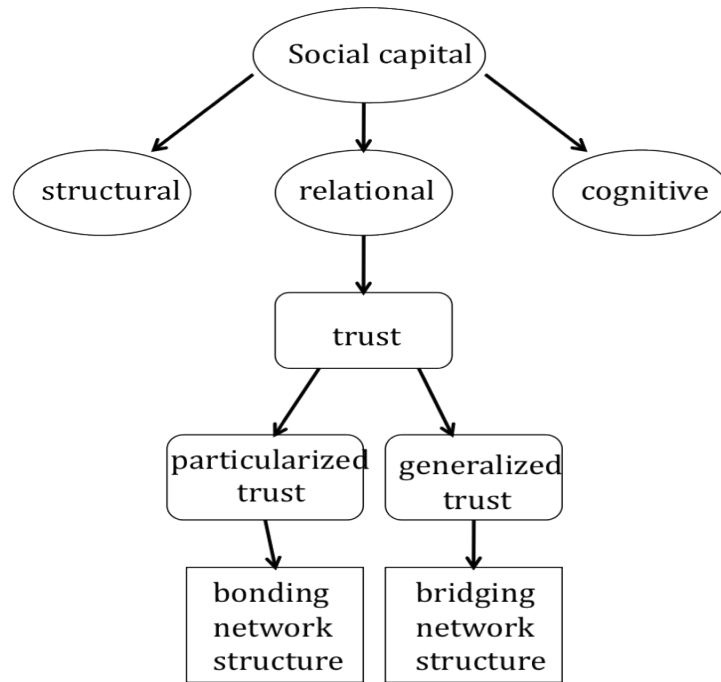 Social capital
structural
relational
cognitive
trust
particularized
trust
generalized
trust
bonding
network
structure
bridging
network
structure